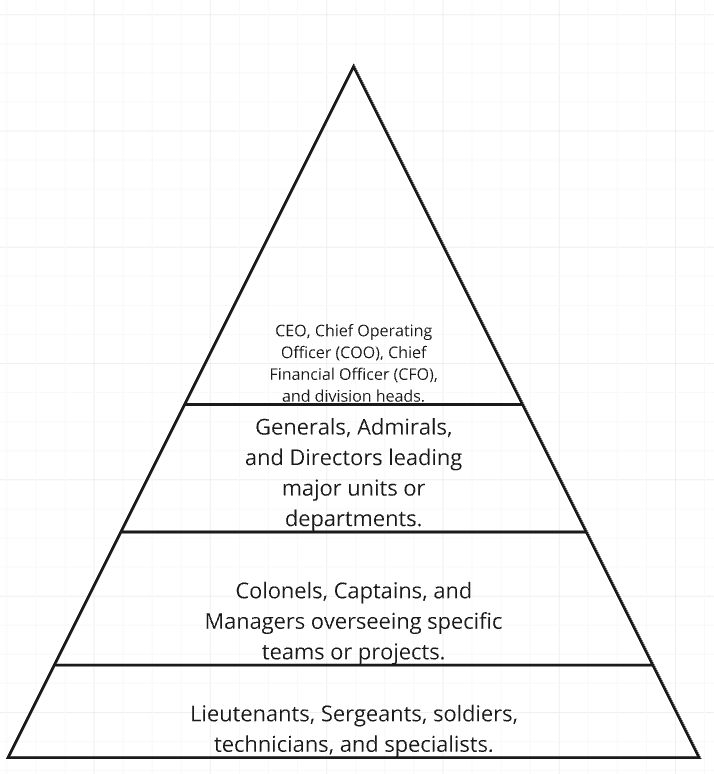 CEO, Chief Operating
Officer (COO), Chief
Financial Officer (CFO),
and division heads.
Generals, Admirals,
and Directors leading
major units or
departments.
Colonels, Captains, and
Managers overseeing specific
teams or projects.
Lieutenants, Sergeants, soldiers,
technicians, and specialists.